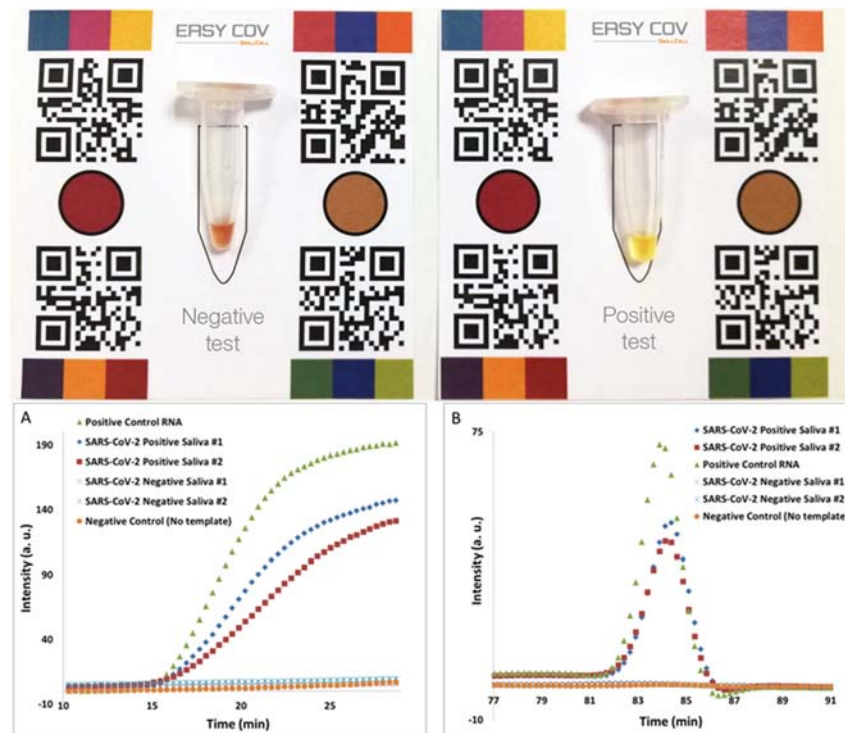 EASY COV
SKILLCELL
Negative
test
EASY COV
SKILLCELL
Positive
test
A
Positive Control RNA
SARS-CoV-2 Positive Saliva #1
SARS-CoV-2 Positive Saliva #2
SARS-CoV-2 Negative Saliva #1
SARS-CoV-2 Negative Saliva #2
Negative Control (No template)
190
140
90
40
-10
10
15
20
25
Intensity (a. u.)
Time (min)
B
SARS-CoV-2 Positive Saliva #1
SARS-CoV-2 Positive Saliva #2
Positive Control RNA
SARS-CoV-2 Negative Saliva #1
SARS-CoV-2 Negative Saliva #2
Negative Control (No template)
75
-10
77
79
81
83
85
87
89
91
Intensity (a. u.)
Time (min)